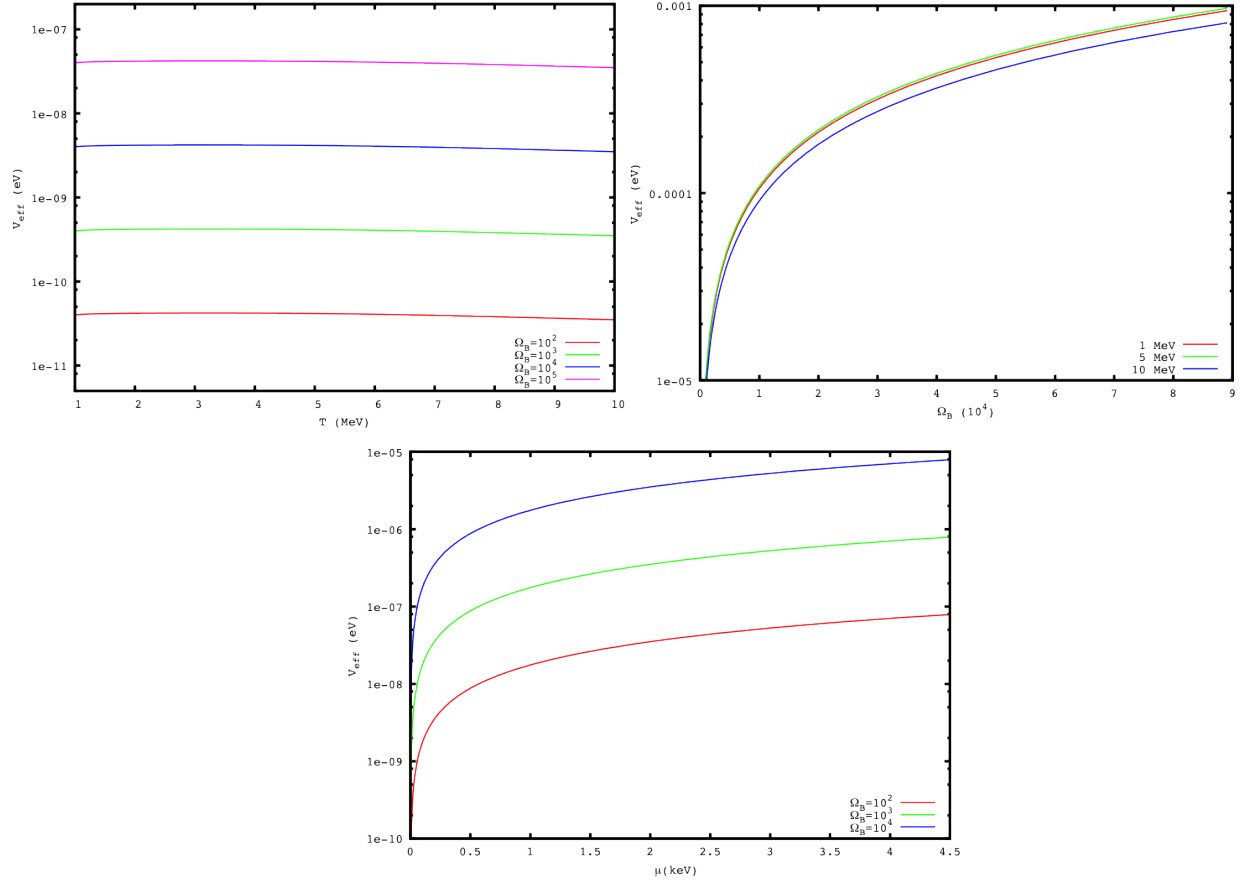 1e-07
1e-08
1e-09
1e-10
1e-11
V_eff (eV)
Ω_B=10^2
Ω_B=10^3
Ω_B=10^4
Ω_B=10^5
1 2 3 4 5 6 7 8 9 10
T (MeV)
0.001
0.0001
1e-05
V_eff (eV)
1 MeV
5 MeV
10 MeV
0 1 2 3 4 5 6 7 8 9
Ω_B (10^4)
1e-05
1e-06
1e-07
1e-08
1e-09
1e-10
V_eff (eV)
Ω_B=10^2
Ω_B=10^3
Ω_B=10^4
0 0.5 1 1.5 2 2.5 3 3.5 4 4.5
μ(keV)